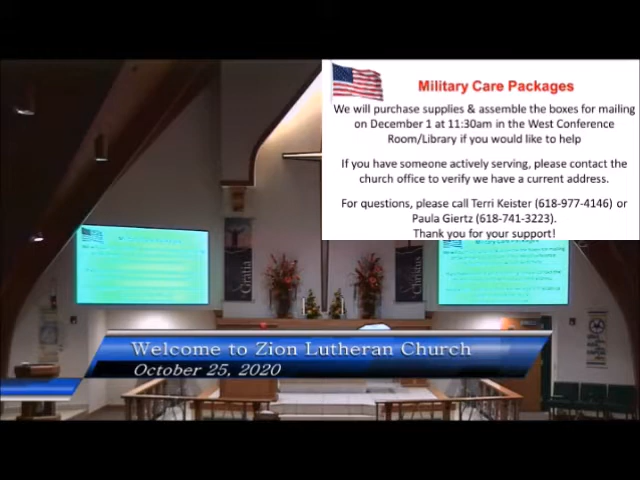 Military Care Packages
We will purchase supplies & assemble the boxes for mailing
on December 1 at 11:30am in the West Conference
Room/Library if you would like to help
If you have someone actively serving, please contact the
church office to verify we have a current address.
For questions, please call Terri Keister (618-977-4146) or
Paula Giertz (618-741-3223).
Thank you for your support!
Gratia
Christus
Welcome to Zion Lutheran Church
October 25, 2020